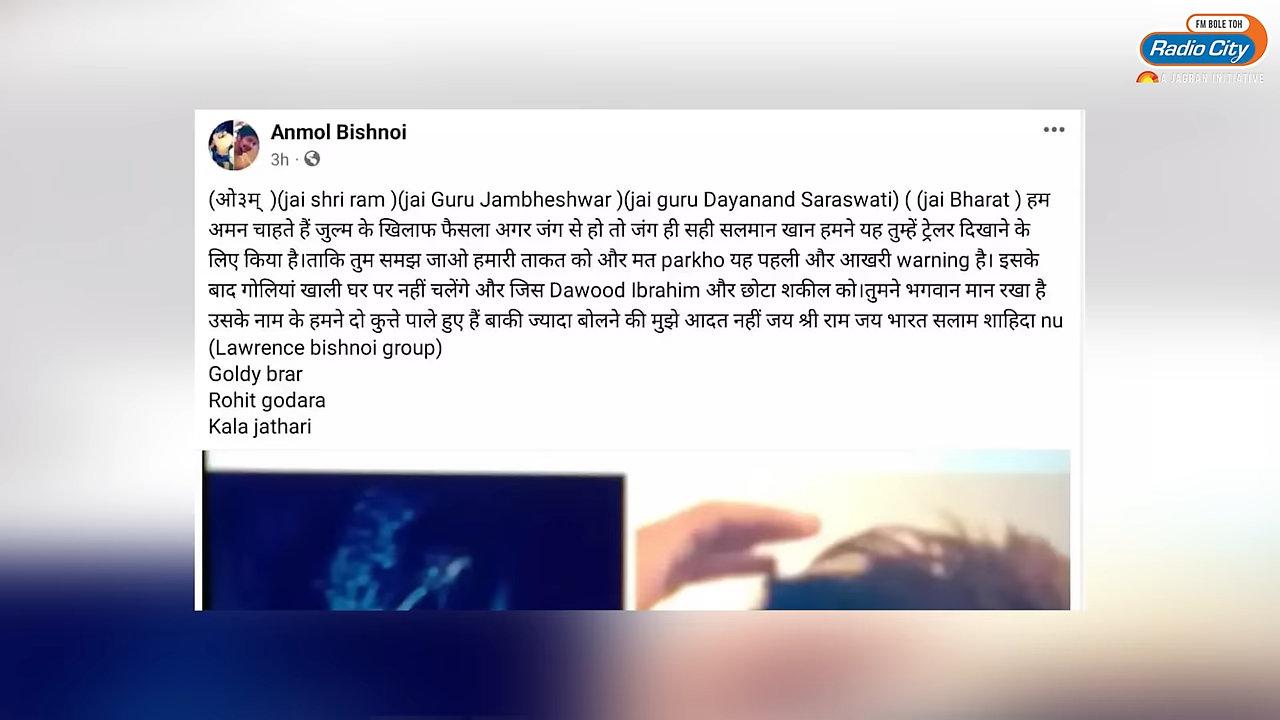 FM BOLE TOH
Radio City
A JAGRAN INITIATIVE
Anmol Bishnoi
3h ·
(ओ३म् )(jai shri ram )(jai Guru Jambheshwar )(jai guru Dayanand Saraswati) ( (jai Bharat ) हम
अमन चाहते हैं जुल्म के खिलाफ फैसला अगर जंग से हो तो जंग ही सही सलमान खान हमने यह तुम्हें ट्रेलर दिखाने के
लिए किया है।ताकि तुम समझ जाओ हमारी ताकत को और मत parkho यह पहली और आखरी warning है। इसके
बाद गोलियां खाली घर पर नहीं चलेंगे और जिस Dawood Ibrahim और छोटा शकील को।तुमने भगवान मान रखा है
उसके नाम के हमने दो कुत्ते पाले हुए हैं बाकी ज्यादा बोलने की मुझे आदत नहीं जय श्री राम जय भारत सलाम शाहिदा nu
(Lawrence bishnoi group)
Goldy brar
Rohit godara
Kala jathari